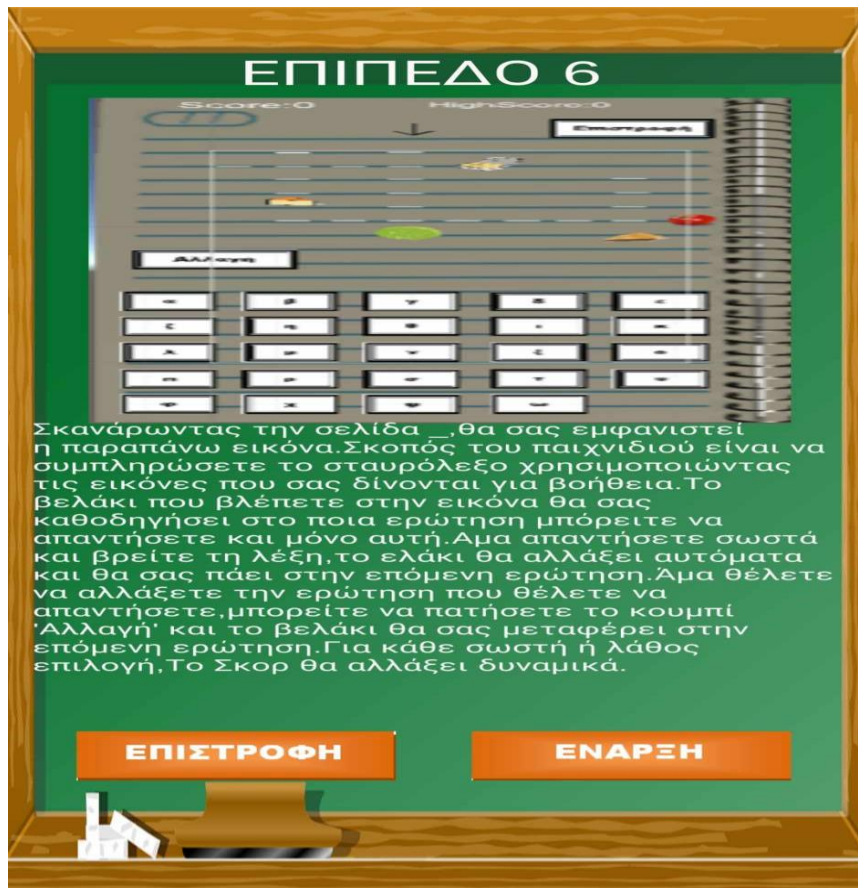 ΕΠΙΠΕΔΟ 6
Score:0 HighScore:0
Επιστροφή
Αλλαγή
α β γ δ ε
ζ η θ ι κ
λ μ ν ξ ο
π ρ σ τ υ
φ χ ψ ω
Σκανάρωντας την σελίδα _,θα σας εμφανιστεί
η παραπάνω εικόνα.Σκοπός του παιχνιδιού είναι να
συμπληρώσετε το σταυρόλεξο χρησιμοποιώντας
τις εικόνες που σας δίνονται για βοήθεια.Το
βελάκι που βλέπετε στην εικόνα θα σας
καθοδηγήσει στο ποια ερώτηση μπόρειτε να
απαντήσετε και μόνο αυτή.Αμα απαντήσετε σωστά
και βρείτε τη λέξη,το ελάκι θα αλλάξει αυτόματα
και θα σας πάει στην επόμενη ερώτηση.Άμα θέλετε
να αλλάξετε την ερώτηση που θέλετε να
απαντήσετε,μπορείτε να πατήσετε το κουμπί
'Αλλαγή' και το βελάκι θα σας μεταφέρει στην
επόμενη ερώτηση.Για κάθε σωστή ή λάθος
επιλογή,Το Σκορ θα αλλάξει δυναμικά.
ΕΠΙΣΤΡΟΦΗ ΕΝΑΡΞΗ